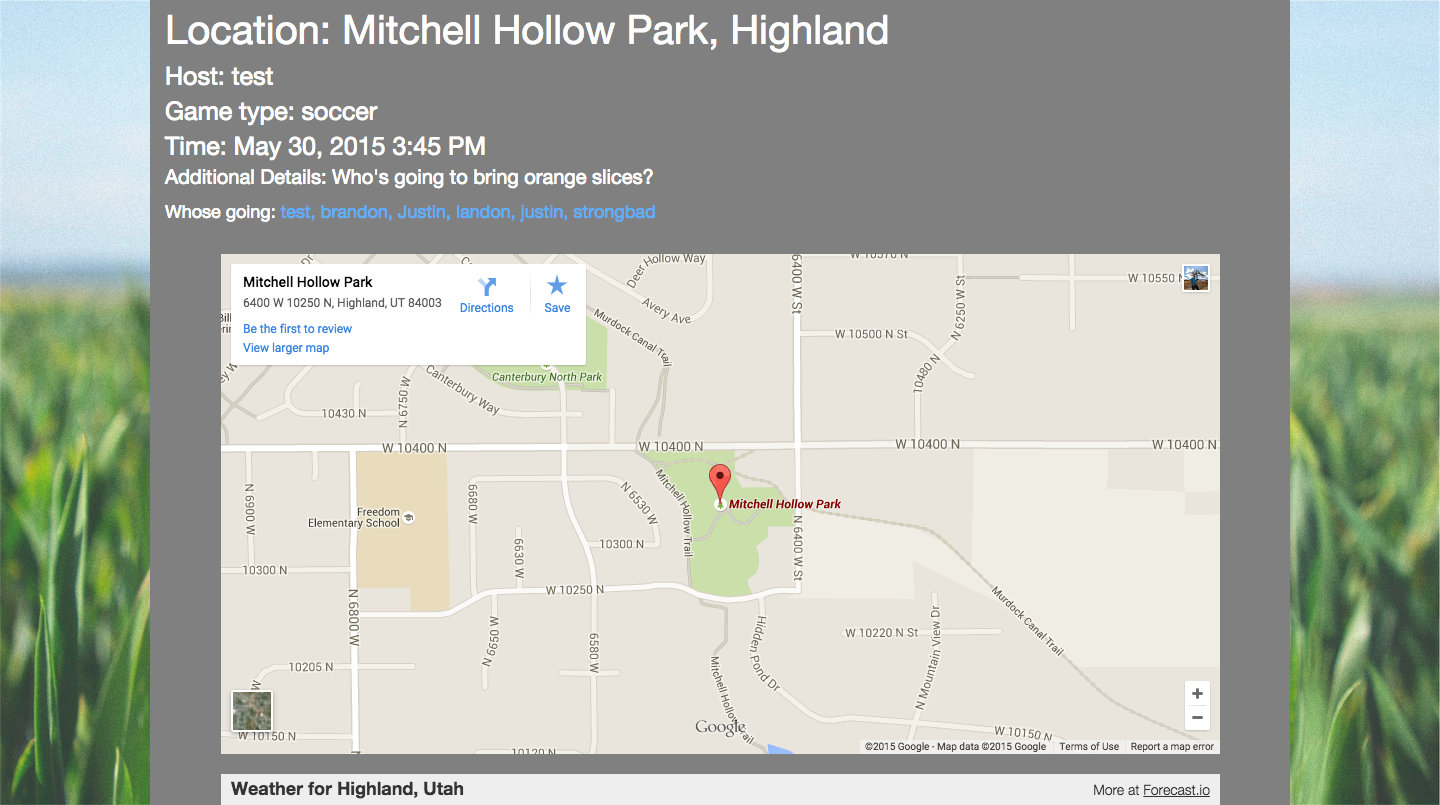 Location: Mitchell Hollow Park, Highland
Host: test
Game type: soccer
Time: May 30, 2015 3:45 PM
Additional Details: Who's going to bring orange slices?
Whose going: test, brandon, Justin, landon, justin, strongbad
Mitchell Hollow Park
6400 W 10250 N, Highland, UT 84003
Be the first to review
View larger map
Directions
Save
Deer Hollow Way
Avery Ave
Murdock Canal Trail
6400 W St
W 10570 N
W 10550 N
N 6250 W St
W 10500 N St
10480 N
Canterbury North Park
Canterbury Way
N 6750 W
10430 N
W 10400 N
W 10400 N
W 10400 N
W 10400 N
N 6900 W
Freedom
Elementary School
6680 W
N 6530 W
Mitchell Hollow Trail
Mitchell Hollow Park
N 6400 W St
10300 N
6630 W
10300 N
W 10250 N
N 6800 W
N 6650 W
6580 W
Hidden Pond Dr
W 10220 N St
N Mountain View Dr
Murdock Canal Trail
10205 N
Mitchell Hollow Trail
W 10150 N
10120 N
W 10150 N
Google
+
−
©2015 Google - Map data ©2015 Google
Terms of Use
Report a map error
Weather for Highland, Utah
More at Forecast.io